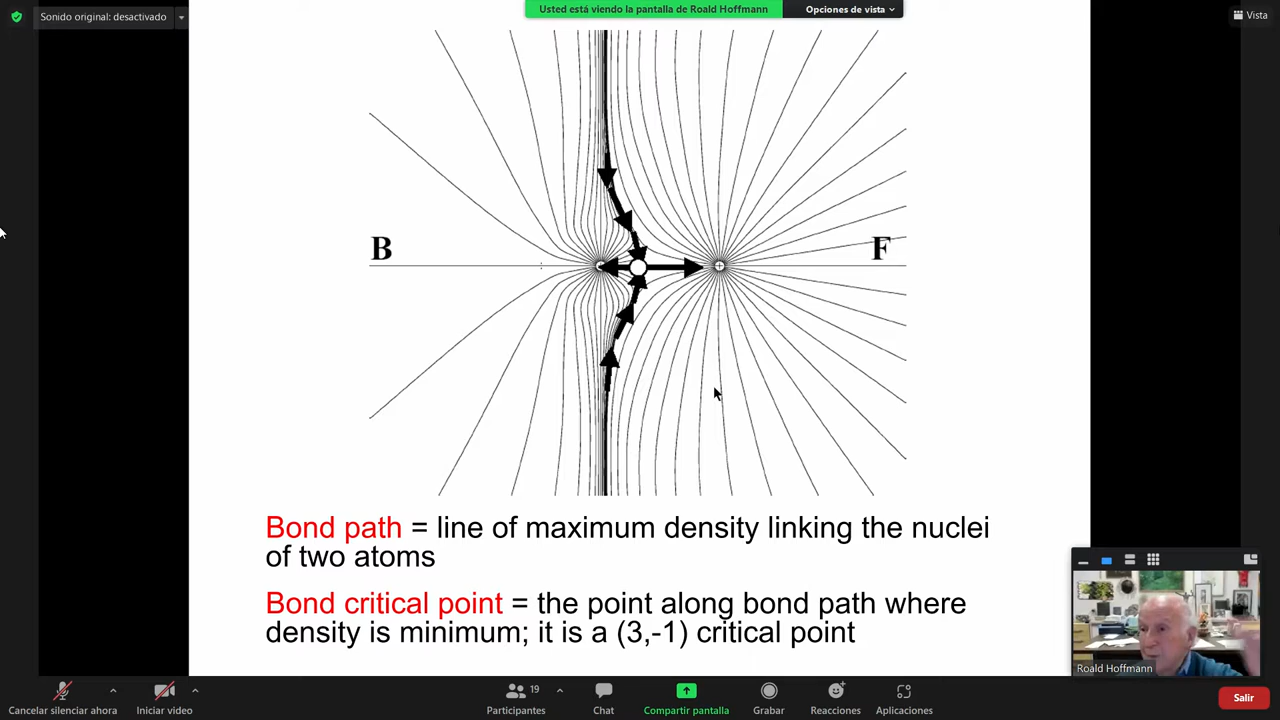 Sonido original: desactivado
Usted está viendo la pantalla de Roald Hoffmann
Opciones de vista
Vista
B
F
Bond path = line of maximum density linking the nuclei
of two atoms
Bond critical point = the point along bond path where
density is minimum; it is a (3,-1) critical point
Roald Hoffmann
Cancelar silenciar ahora
Iniciar video
19
Participantes
Chat
Compartir pantalla
Grabar
Reacciones
Aplicaciones
Salir